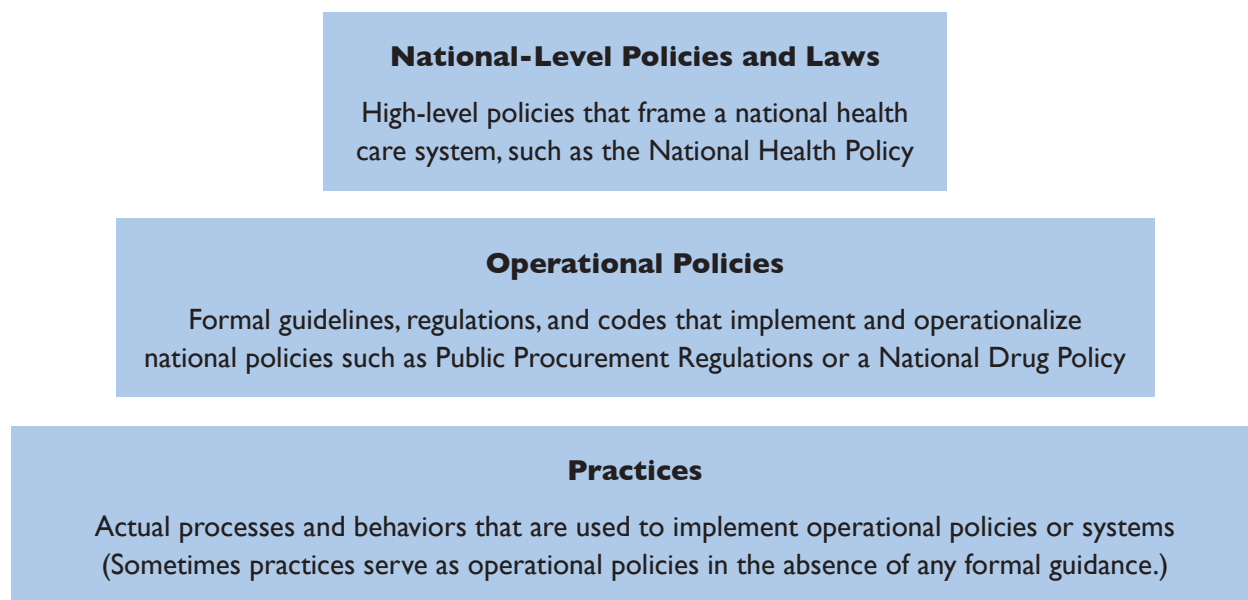 National-Level Policies and Laws
High-level policies that frame a national health
care system, such as the National Health Policy
Operational Policies
Formal guidelines, regulations, and codes that implement and operationalize
national policies such as Public Procurement Regulations or a National Drug Policy
Practices
Actual processes and behaviors that are used to implement operational policies or systems
(Sometimes practices serve as operational policies in the absence of any formal guidance.)